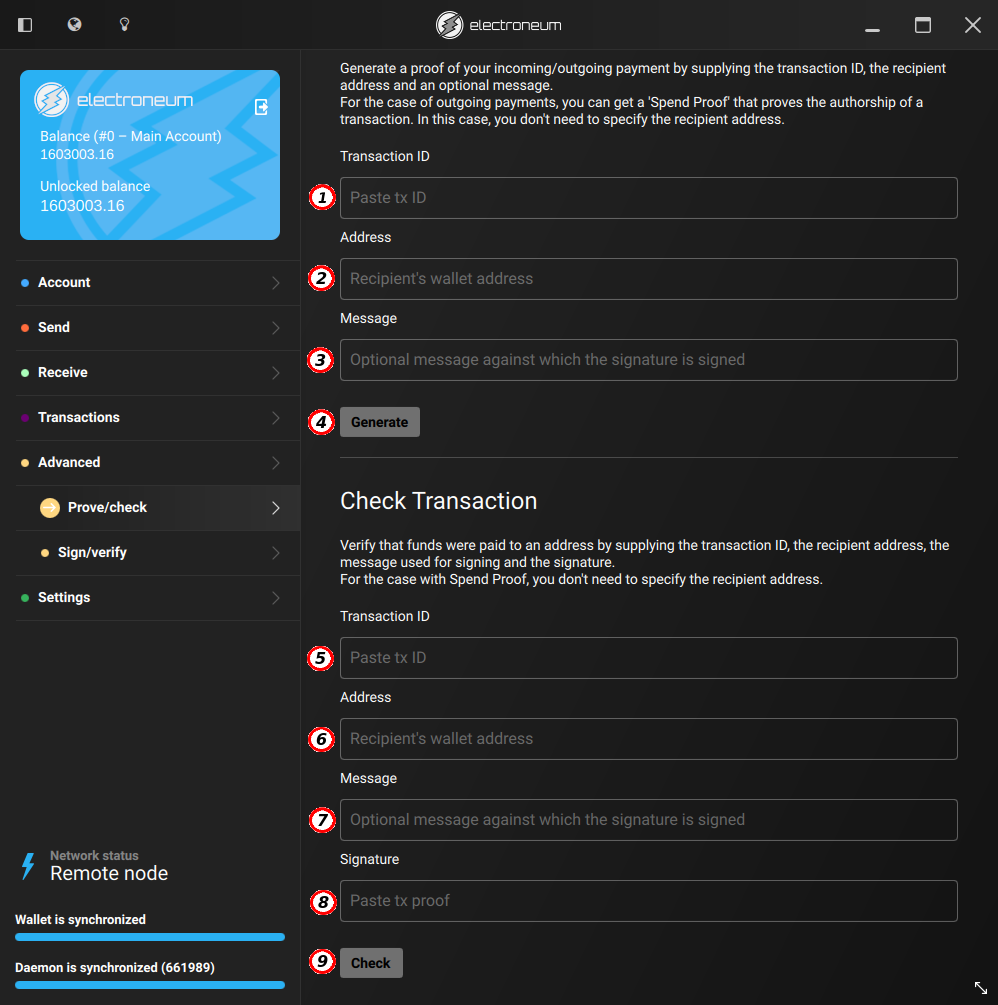 electroneum
electroneum
Balance (#0 – Main Account)
1603003.16
Unlocked balance
1603003.16
Account
Send
Receive
Transactions
Advanced
Prove/check
Sign/verify
Settings
Network status
Remote node
Wallet is synchronized
Daemon is synchronized (661989)
Generate a proof of your incoming/outgoing payment by supplying the transaction ID, the recipient
address and an optional message.
For the case of outgoing payments, you can get a 'Spend Proof' that proves the authorship of a
transaction. In this case, you don't need to specify the recipient address.
Transaction ID
1 Paste tx ID
Address
2 Recipient's wallet address
Message
3 Optional message against which the signature is signed
4 Generate
Check Transaction
Verify that funds were paid to an address by supplying the transaction ID, the recipient address, the
message used for signing and the signature.
For the case with Spend Proof, you don't need to specify the recipient address.
Transaction ID
5 Paste tx ID
Address
6 Recipient's wallet address
Message
7 Optional message against which the signature is signed
Signature
8 Paste tx proof
9 Check